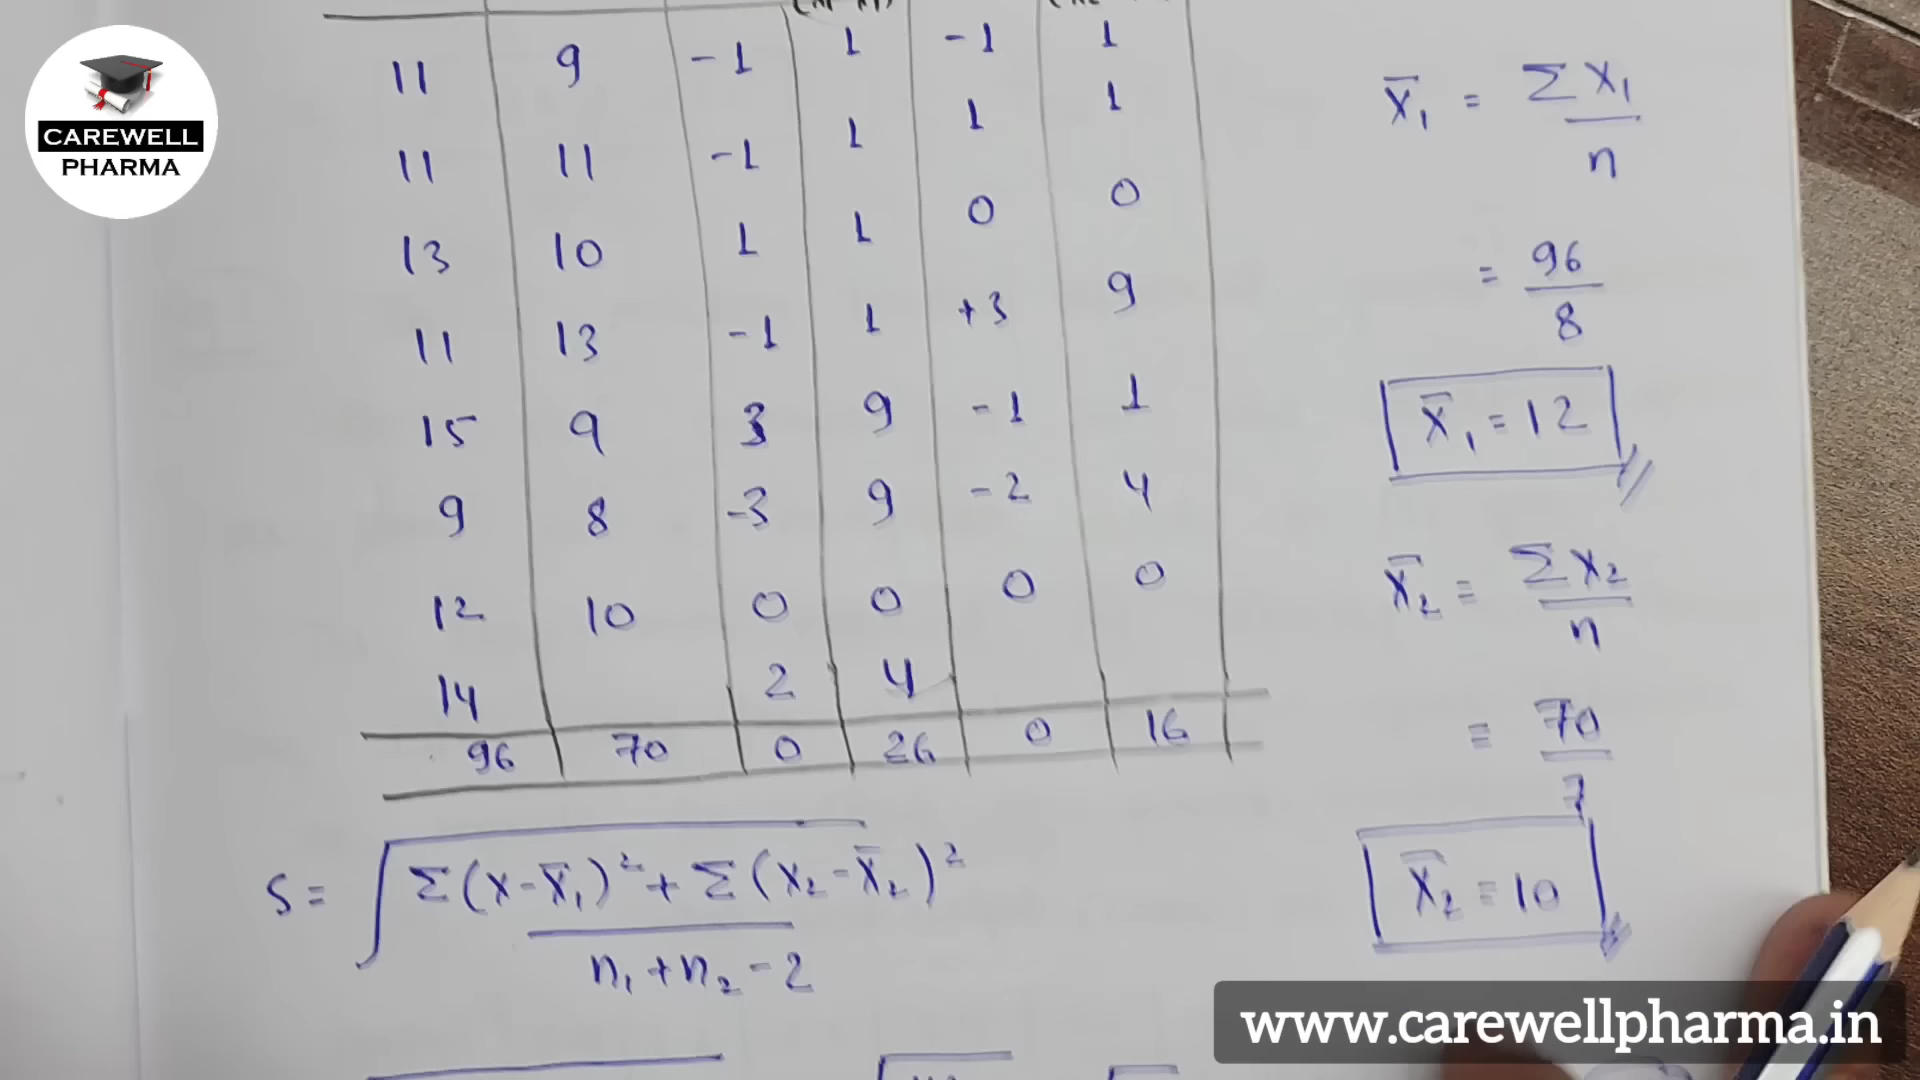 CAREWELL
PHARMA
11 9 -1 1 -1 1
11 11 -1 1 1 1
13 10 1 1 0 0
11 13 -1 1 +3 9
15 9 3 9 -1 1
9 8 -3 9 -2 4
12 10 0 0 0 0
14 2 4
96 70 0 26 0 16
S = √ Σ(x-x̄₁)² + Σ(x₂-x̄₂)²
n₁ + n₂ - 2
x̄₁ = Σx₁
n
= 96
8
x̄₁ = 12
x̄₂ = Σx₂
n
= 70
7
x̄₂ = 10
www.carewellpharma.in